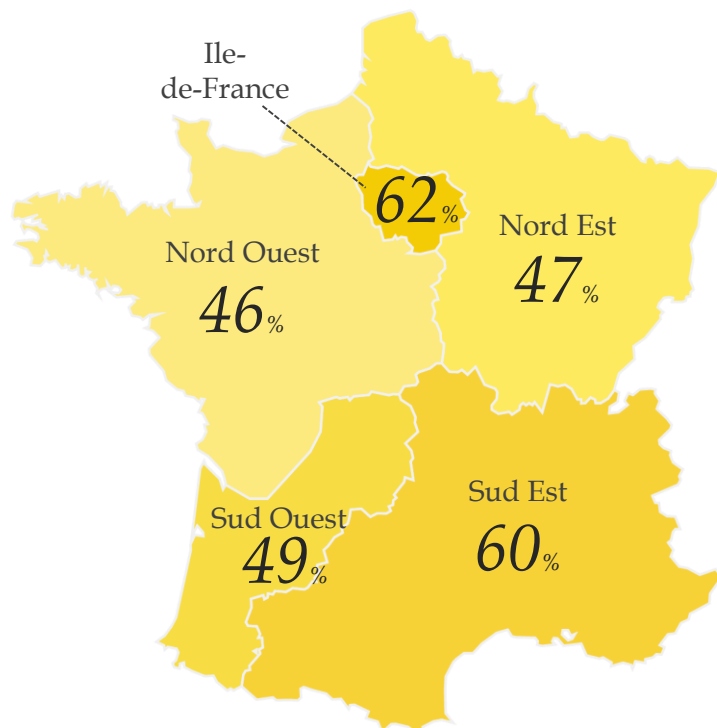 Ile-
de-France
62%
Nord Est
47%
Nord Ouest
46%
Sud Est
60%
Sud Ouest
49%